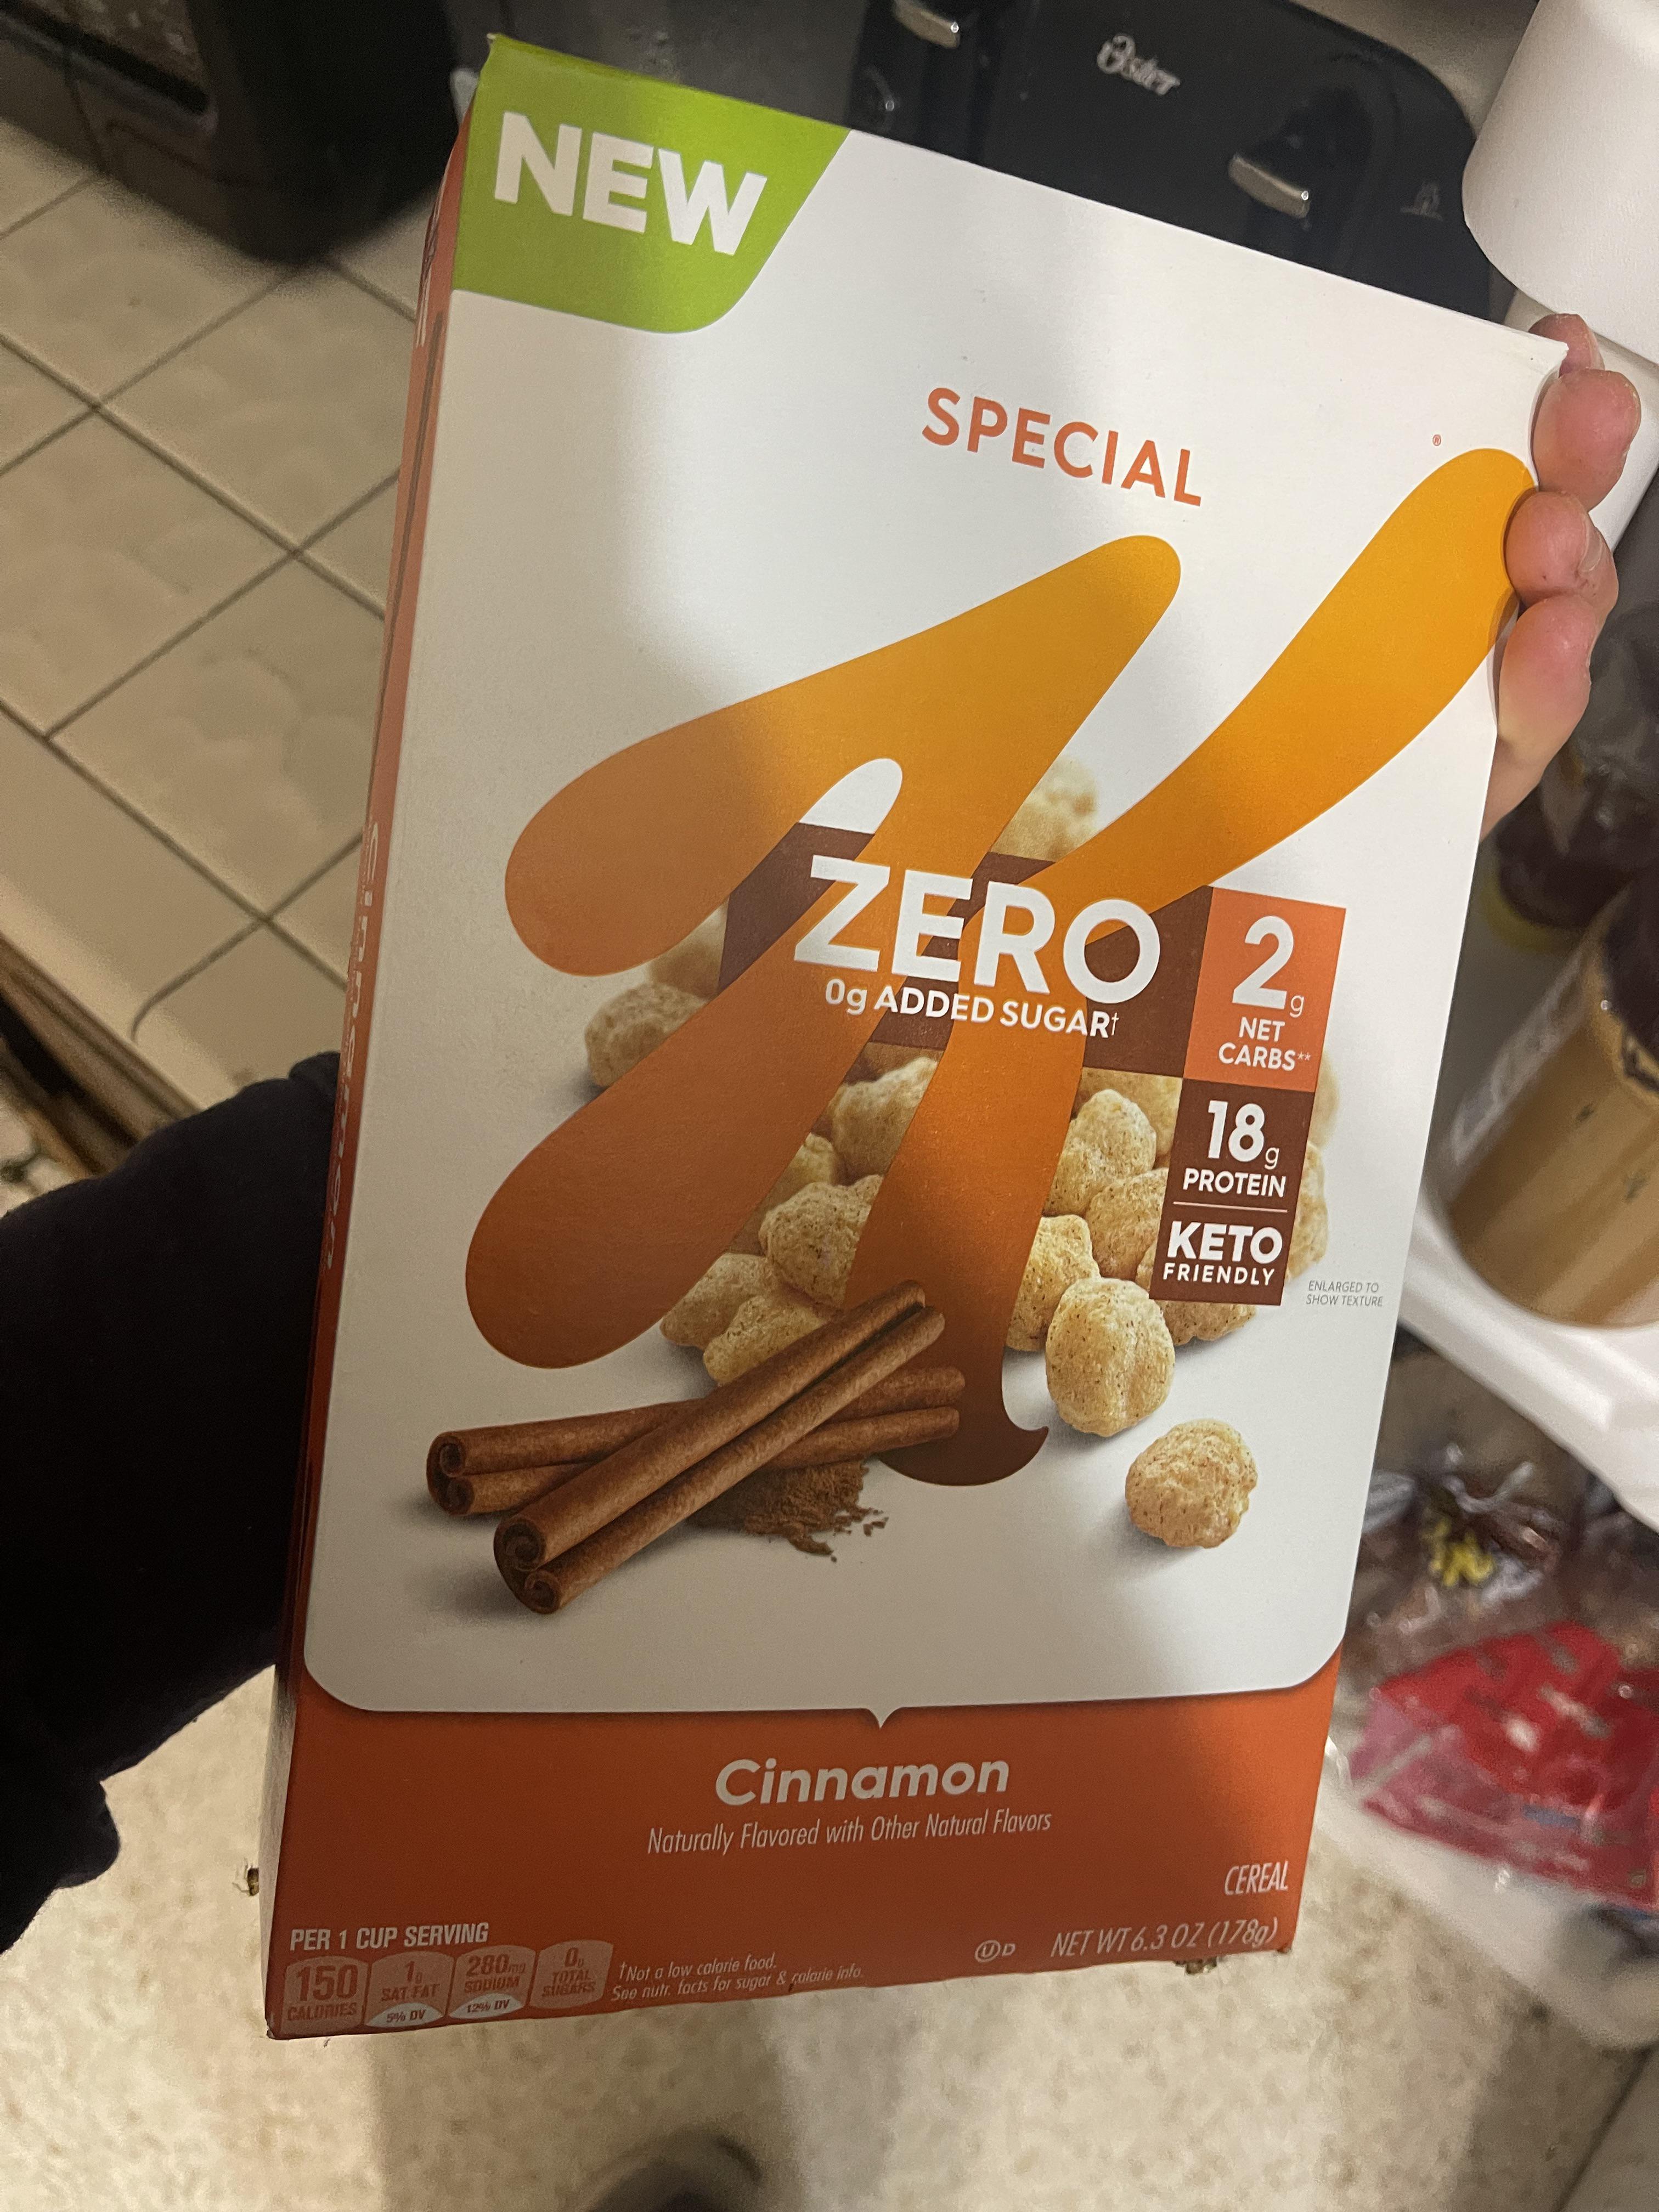 Oster
NEW
SPECIAL
K®
ZERO
0g ADDED SUGAR†
2g
NET
CARBS**
18g
PROTEIN
KETO
FRIENDLY
ENLARGED TO
SHOW TEXTURE
Cinnamon
Cinnamon
Naturally Flavored with Other Natural Flavors
CEREAL
PER 1 CUP SERVING
150
CALORIES
1g
SAT FAT
5% DV
280mg
SODIUM
12% DV
0g
TOTAL
SUGARS
†Not a low calorie food.
See nutr. facts for sugar & calorie info.
UD
NET WT 6.3 OZ (178g)